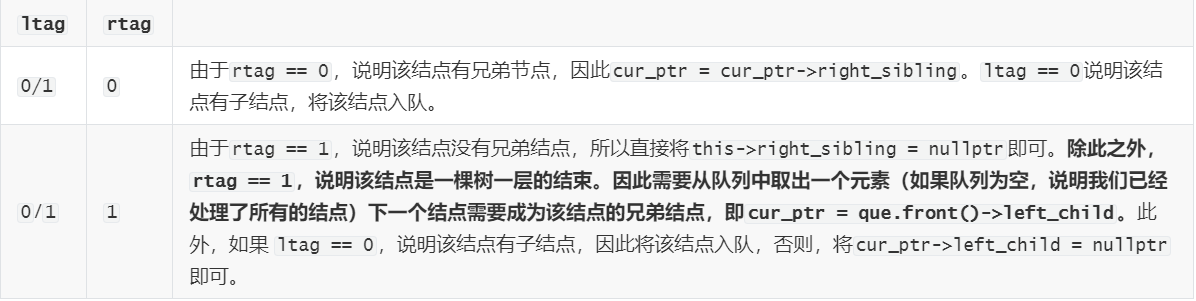 ltag rtag
由于rtag == 0，说明该结点有兄弟节点，因此cur_ptr = cur_ptr->right_sibling。ltag == 0说明该结
0/1 0
点有子结点，将该结点入队。
由于rtag == 1，说明该结点没有兄弟结点，所以直接将this->right_sibling = nullptr即可。除此之外，
rtag == 1，说明该结点是一棵树一层的结束。因此需要从队列中取出一个元素（如果队列为空，说明我们已经
0/1 1
处理了所有的结点）下一个结点需要成为该结点的兄弟结点，即cur_ptr = que.front()->left_child。此
外，如果 ltag == 0，说明该结点有子结点，因此将该结点入队，否则，将cur_ptr->left_child = nullptr
即可。